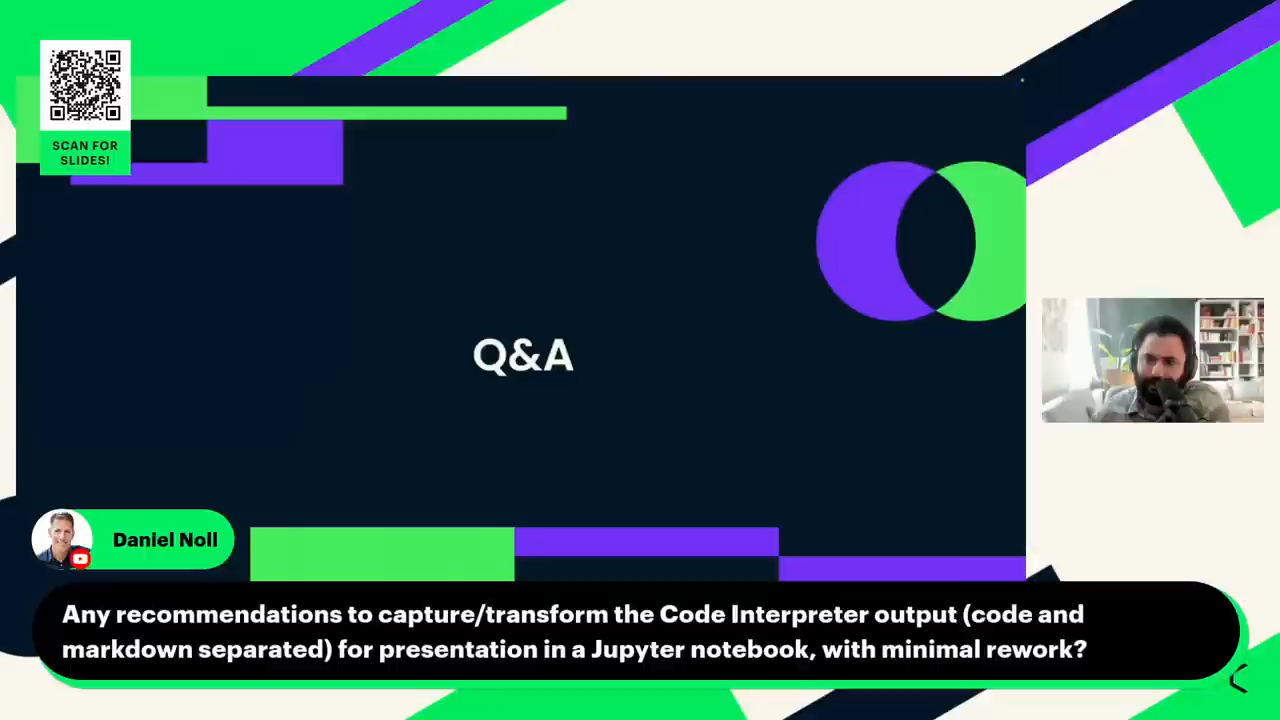 SCAN FOR
SLIDES!
Q&A
Daniel Noll
Any recommendations to capture/transform the Code Interpreter output (code and
markdown separated) for presentation in a Jupyter notebook, with minimal rework?